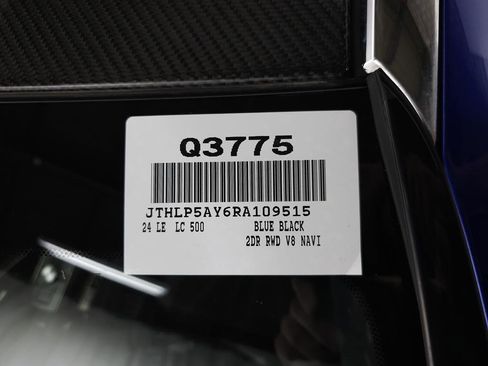 Q3775
JTHLP5AY6RA109515
24 LE LC 500 BLUE BLACK
2DR RWD V8 NAVI